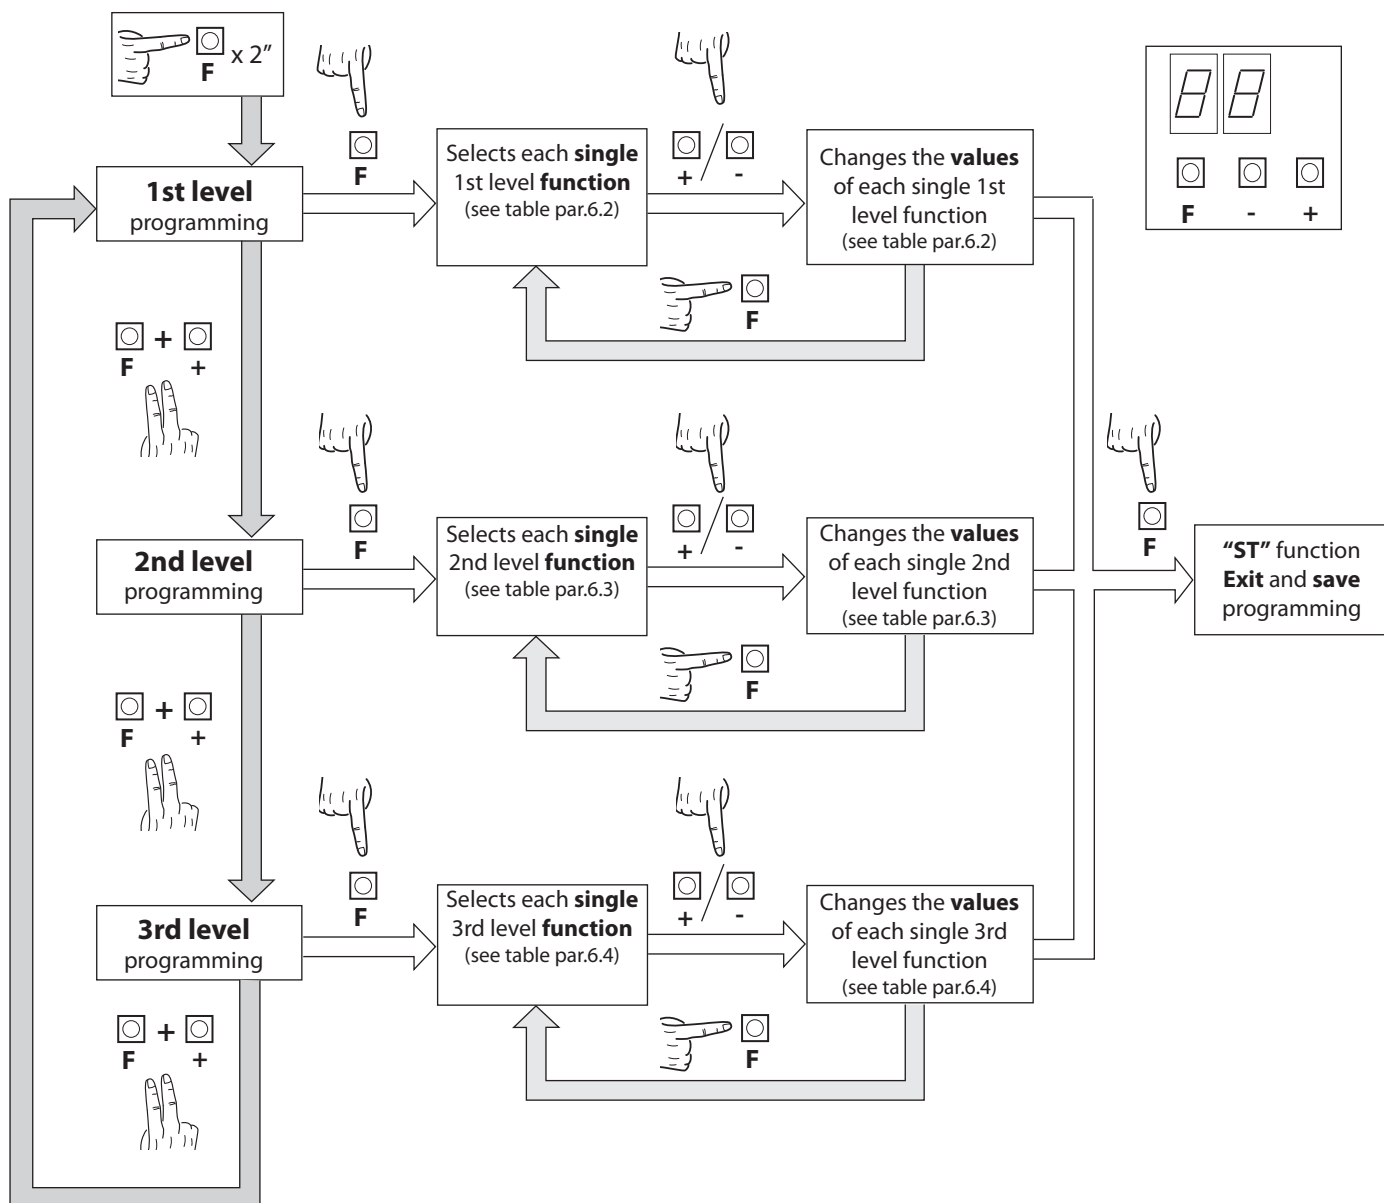 x 2”
F
F
+ / -
F - +
1st level
programming
Selects each single
1st level function
(see table par.6.2)
Changes the values
of each single 1st
level function
(see table par.6.2)
F
F + +
F
+ / -
F
2nd level
programming
Selects each single
2nd level function
(see table par.6.3)
Changes the values
of each single 2nd
level function
(see table par.6.3)
“ST” function
Exit and save
programming
F
F + +
F
+ / -
3rd level
programming
Selects each single
3rd level function
(see table par.6.4)
Changes the values
of each single 3rd
level function
(see table par.6.4)
F
F + +